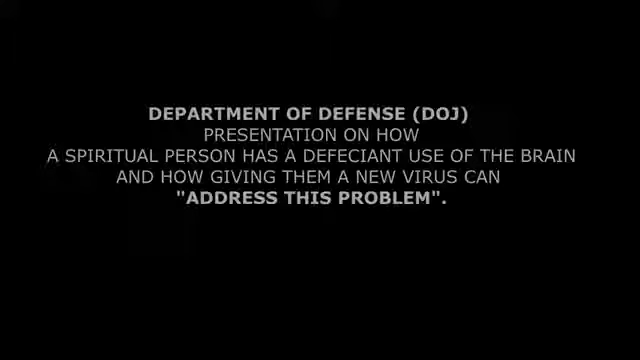 DEPARTMENT OF DEFENSE (DOJ)
PRESENTATION ON HOW
A SPIRITUAL PERSON HAS A DEFECIANT USE OF THE BRAIN
AND HOW GIVING THEM A NEW VIRUS CAN
"ADDRESS THIS PROBLEM".